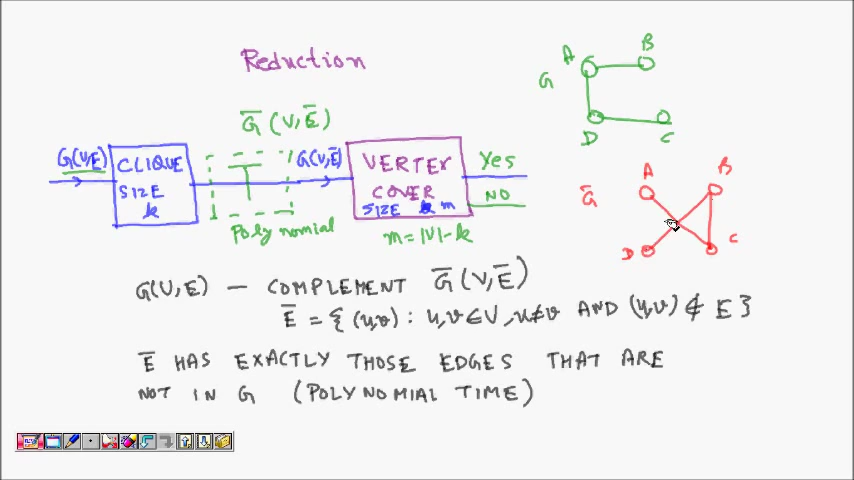 Reduction
G̅ (V, E̅)
G(V,E)
CLIQUE
SIZE
k
T
Polynomial
G(V,E̅)
VERTEX
COVER
SIZE m
m = |V| - k
Yes
NO
G
A
B
D
C
G̅
A
B
D
C
G(V,E) — COMPLEMENT G̅(V,E̅)
E̅ = { (u,v) : u,v ∈ V, u≠v AND (u,v) ∉ E }
E̅ HAS EXACTLY THOSE EDGES THAT ARE
NOT IN G (POLYNOMIAL TIME)